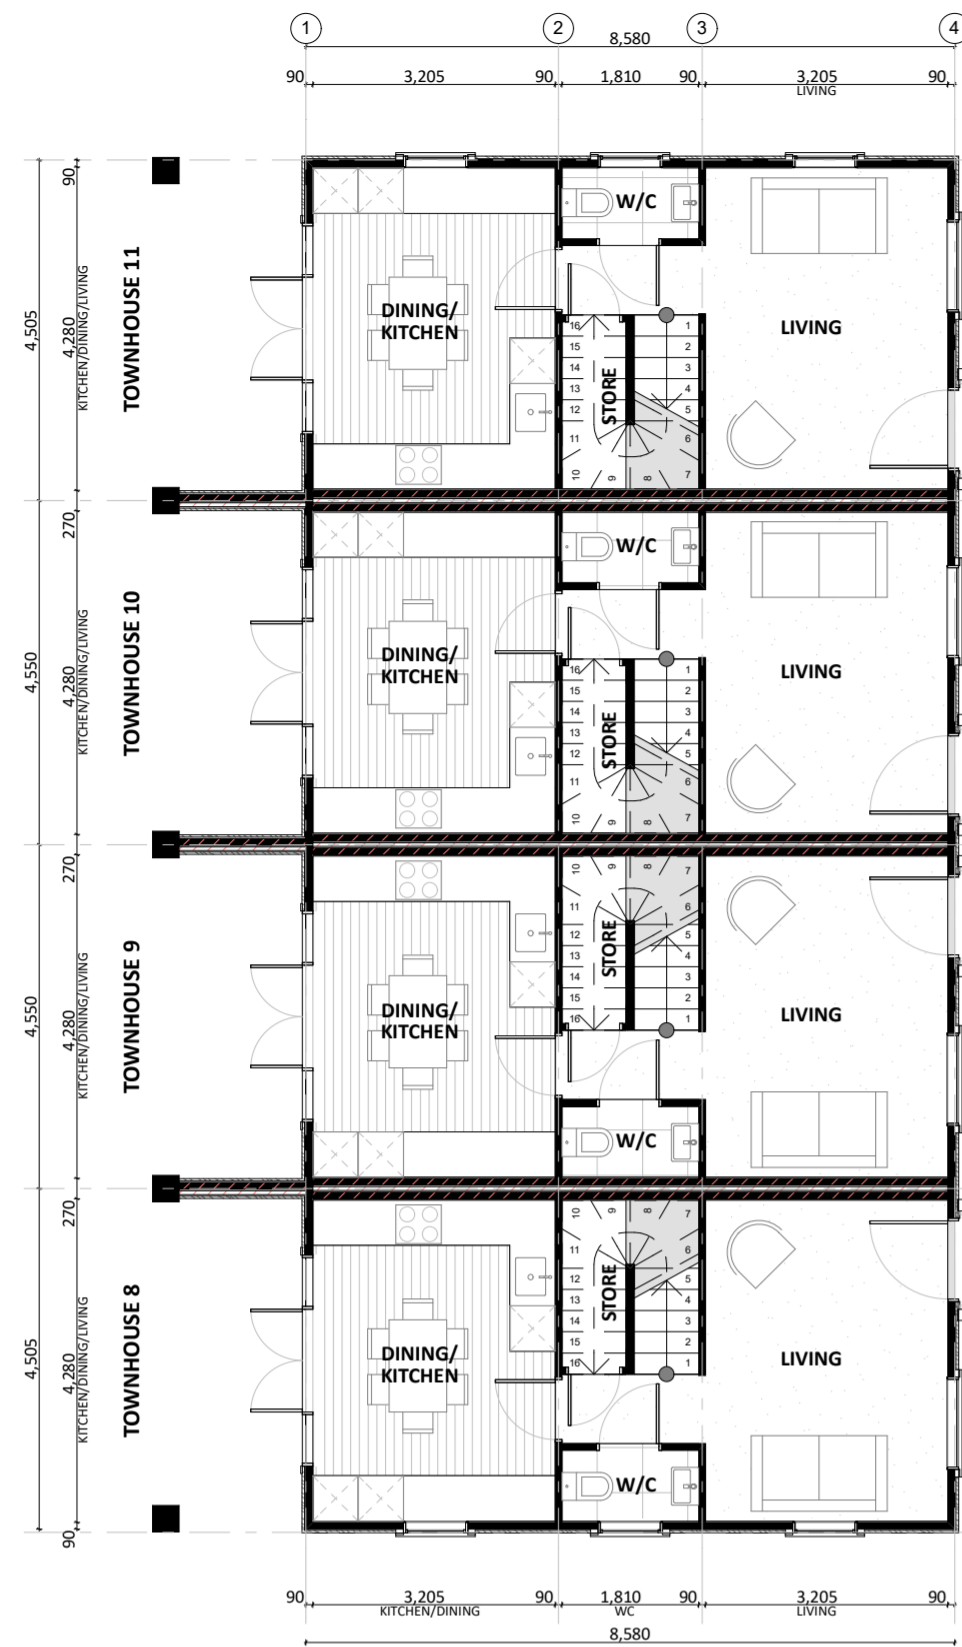 1 2 3 4
8,580
90 3,205 90 1,810 90 3,205 90
LIVING
90
4,505
4,280
KITCHEN/DINING/LIVING
TOWNHOUSE 11
DINING/
KITCHEN
W/C
STORE
LIVING
16 15 14 13 12 11 10 9 8 7 6 5 4 3 2 1
270
4,550
4,280
KITCHEN/DINING/LIVING
TOWNHOUSE 10
DINING/
KITCHEN
W/C
STORE
LIVING
16 15 14 13 12 11 10 9 8 7 6 5 4 3 2 1
270
4,550
4,280
KITCHEN/DINING/LIVING
TOWNHOUSE 9
DINING/
KITCHEN
STORE
W/C
LIVING
10 9 8 7 11 6 12 5 13 4 14 3 15 2 16 1
270
4,505
4,280
KITCHEN/DINING/LIVING
TOWNHOUSE 8
DINING/
KITCHEN
STORE
W/C
LIVING
10 9 8 7 11 6 12 5 13 4 14 3 15 2 16 1
90
90 3,205 90 1,810 90 3,205 90
KITCHEN/DINING WC LIVING
8,580